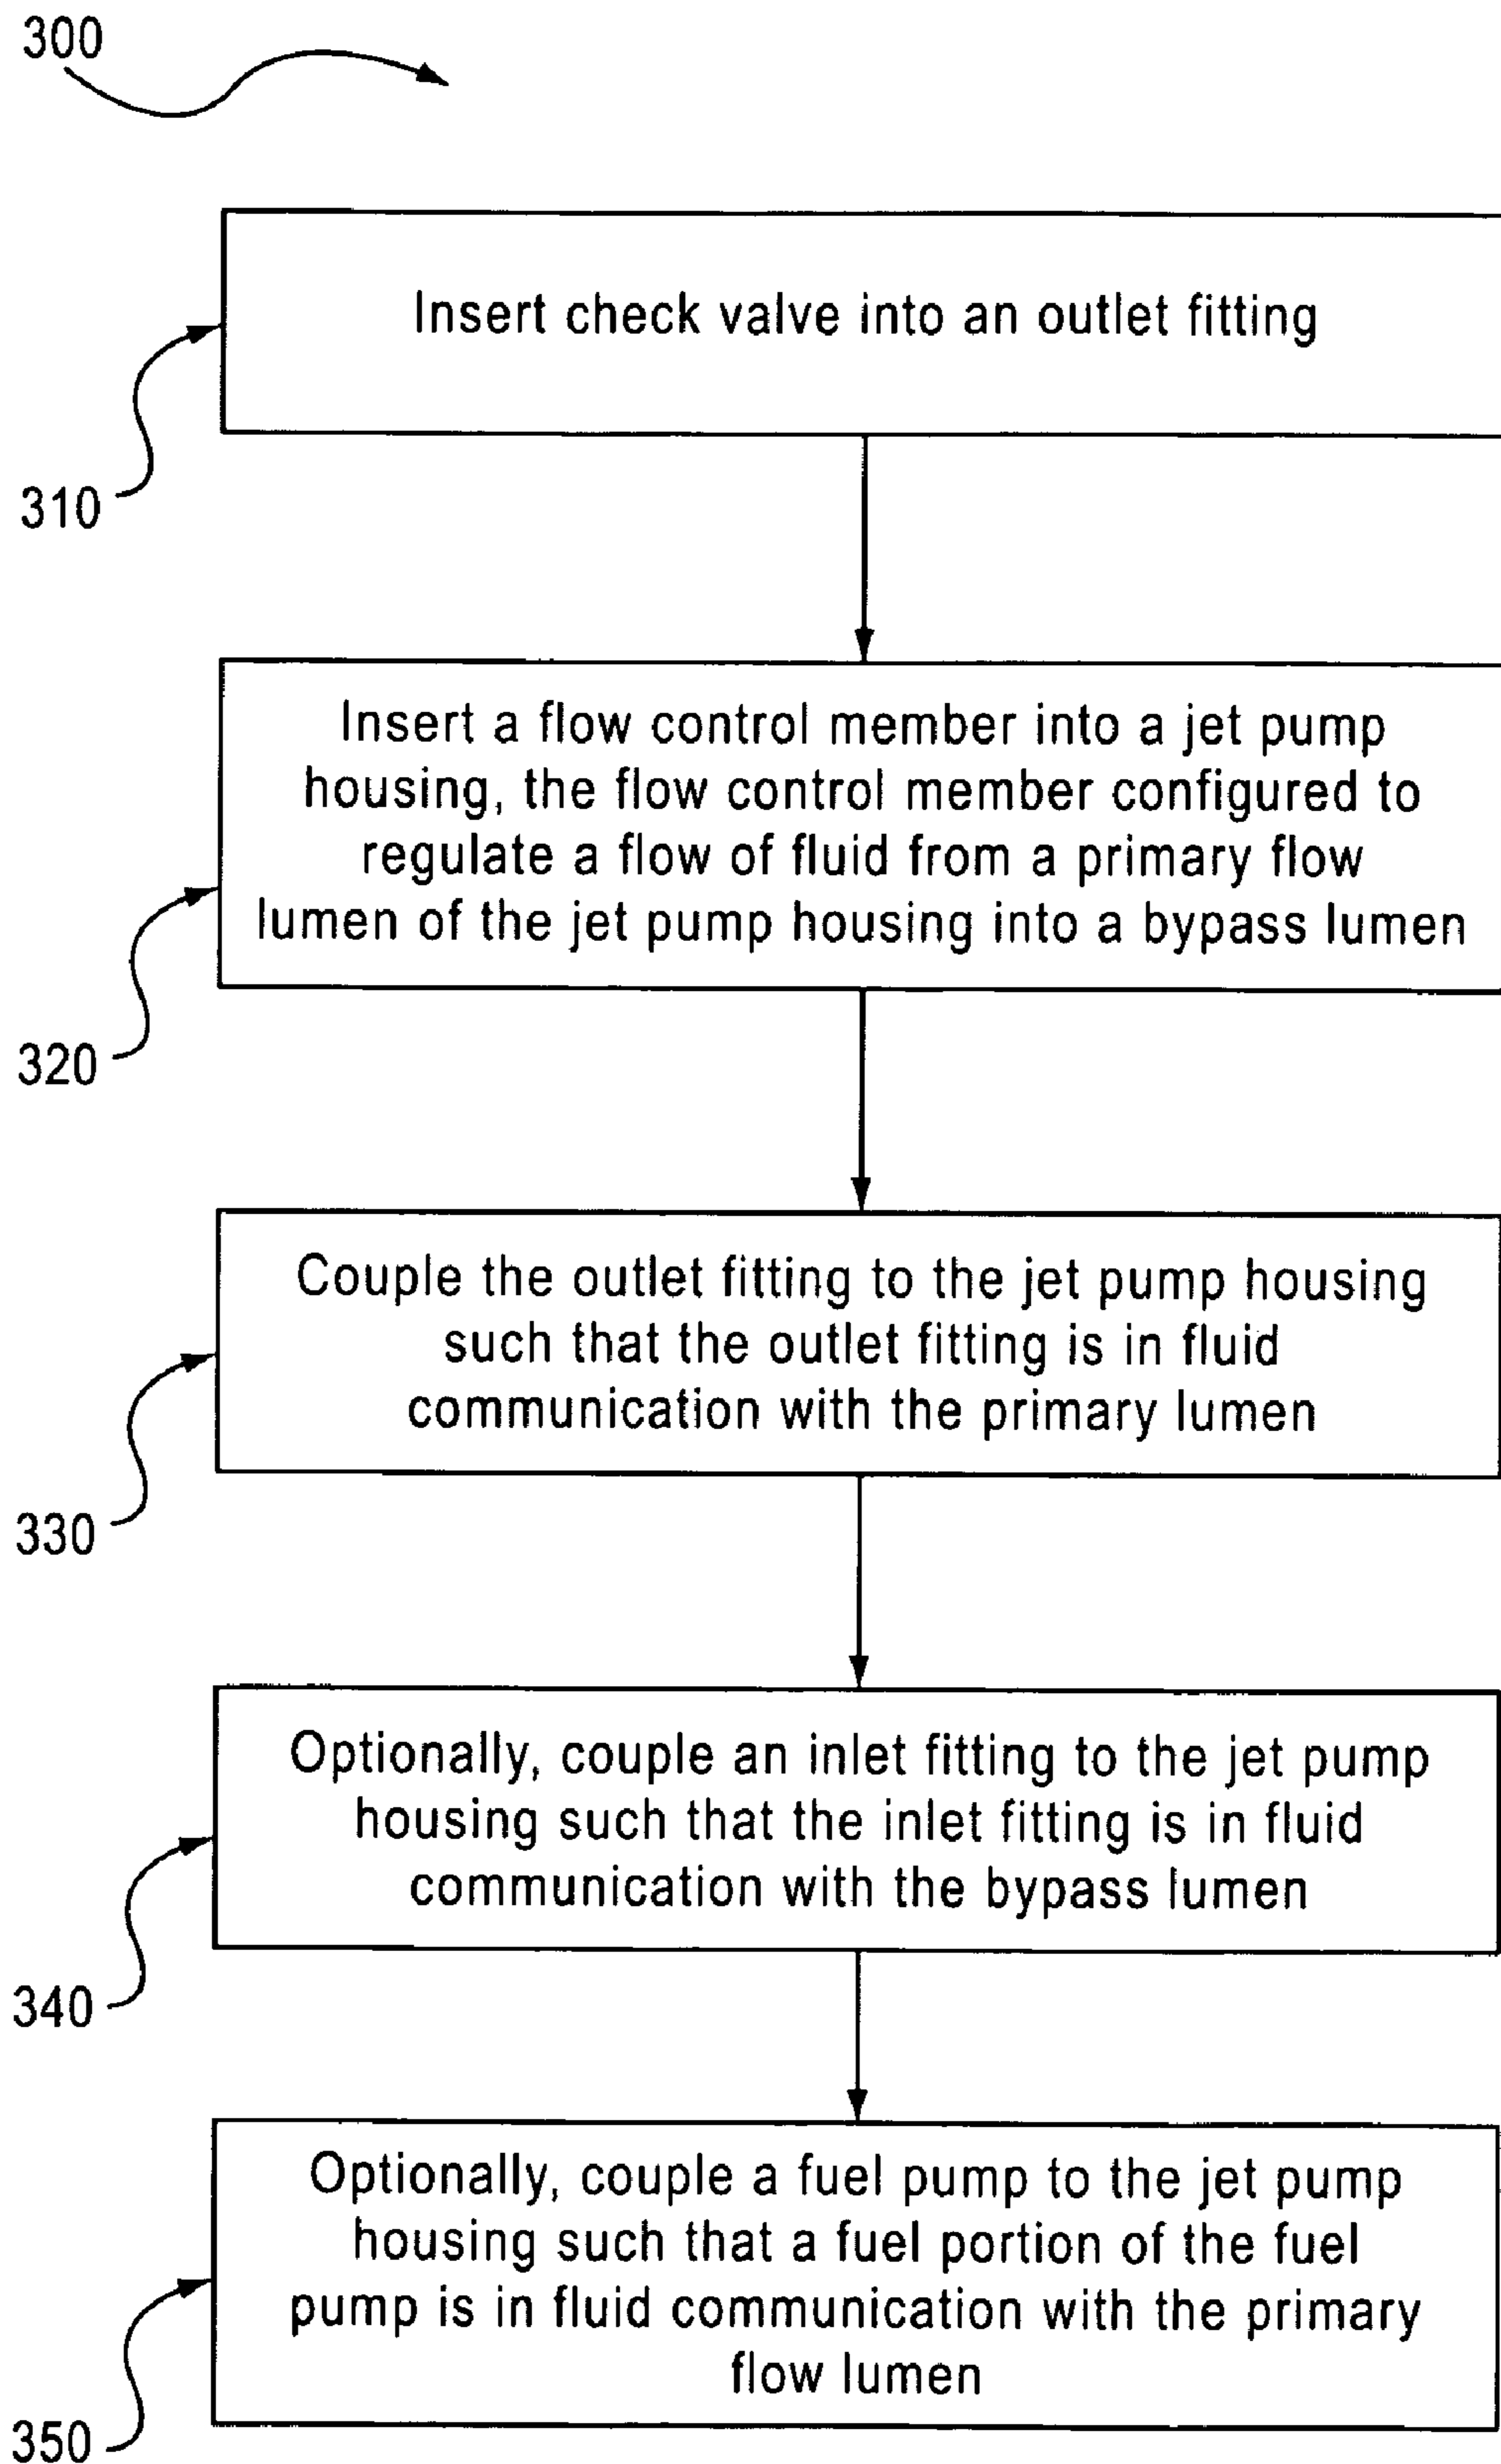 300
Insert check valve into an outlet fitting
310
Insert a flow control member into a jet pump
housing, the flow control member configured to
regulate a flow of fluid from a primary flow
lumen of the jet pump housing into a bypass lumen
320
Couple the outlet fitting to the jet pump housing
such that the outlet fitting is in fluid
communication with the primary lumen
330
Optionally, couple an inlet fitting to the jet pump
housing such that the inlet fitting is in fluid
communication with the bypass lumen
340
Optionally, couple a fuel pump to the jet pump
housing such that a fuel portion of the fuel
pump is in fluid communication with the primary
flow lumen
350